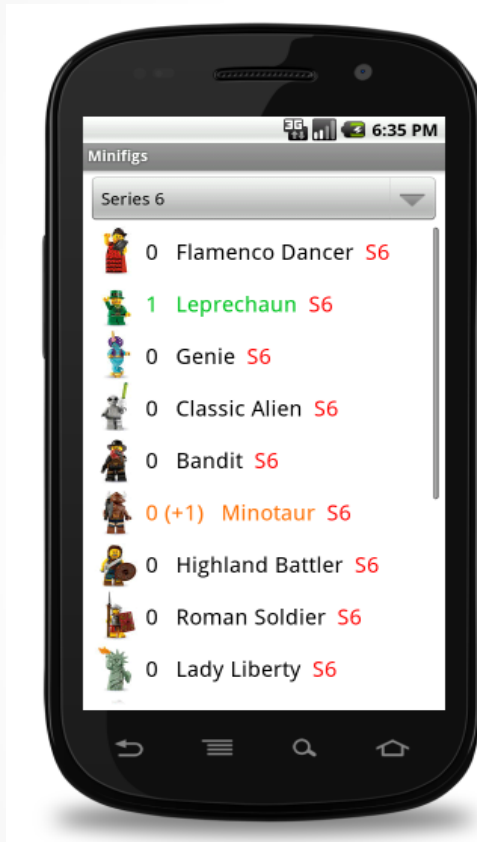 3G 6:35 PM
Minifigs
Series 6
0 Flamenco Dancer S6
1 Leprechaun S6
0 Genie S6
0 Classic Alien S6
0 Bandit S6
0 (+1) Minotaur S6
0 Highland Battler S6
0 Roman Soldier S6
0 Lady Liberty S6